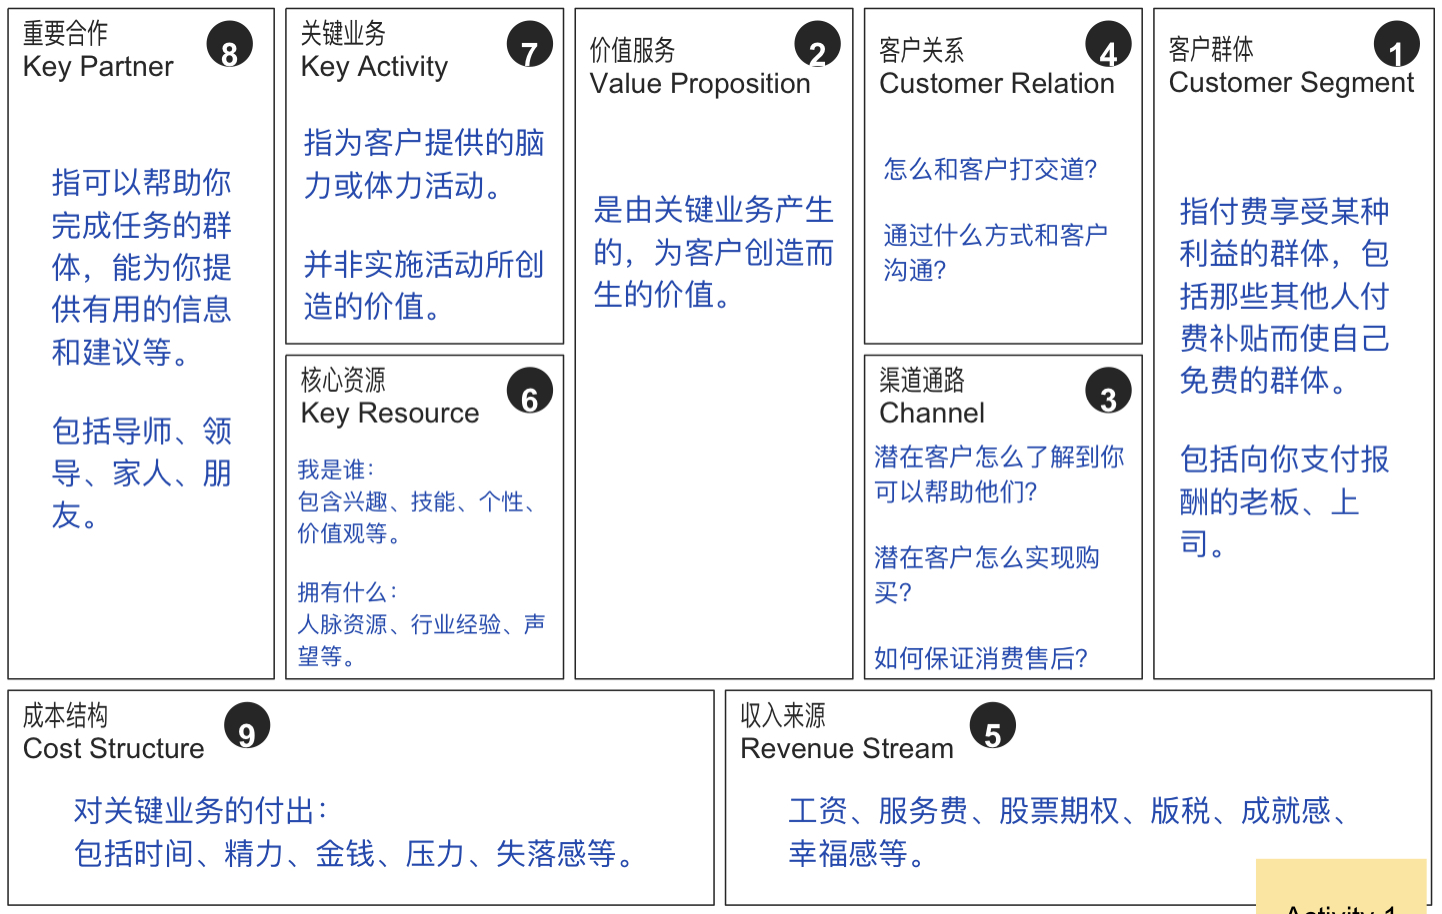 重要合作
Key Partner
8
指可以帮助你
完成任务的群
体，能为你提
供有用的信息
和建议等。
包括导师、领
导、家人、朋
友。
关键业务
Key Activity
7
指为客户提供的脑
力或体力活动。
并非实施活动所创
造的价值。
核心资源
Key Resource
6
我是谁：
包含兴趣、技能、个性、
价值观等。
拥有什么：
人脉资源、行业经验、声
望等。
价值服务
Value Proposition
2
是由关键业务产生
的，为客户创造而
生的价值。
客户关系
Customer Relation
4
怎么和客户打交道?
通过什么方式和客户
沟通?
渠道通路
Channel
3
潜在客户怎么了解到你
可以帮助他们?
潜在客户怎么实现购
买?
如何保证消费售后?
客户群体
Customer Segment
1
指付费享受某种
利益的群体，包
括那些其他人付
费补贴而使自己
免费的群体。
包括向你支付报
酬的老板、上
司。
成本结构
Cost Structure
9
对关键业务的付出：
包括时间、精力、金钱、压力、失落感等。
收入来源
Revenue Stream
5
工资、服务费、股票期权、版税、成就感、
幸福感等。
Activity 1